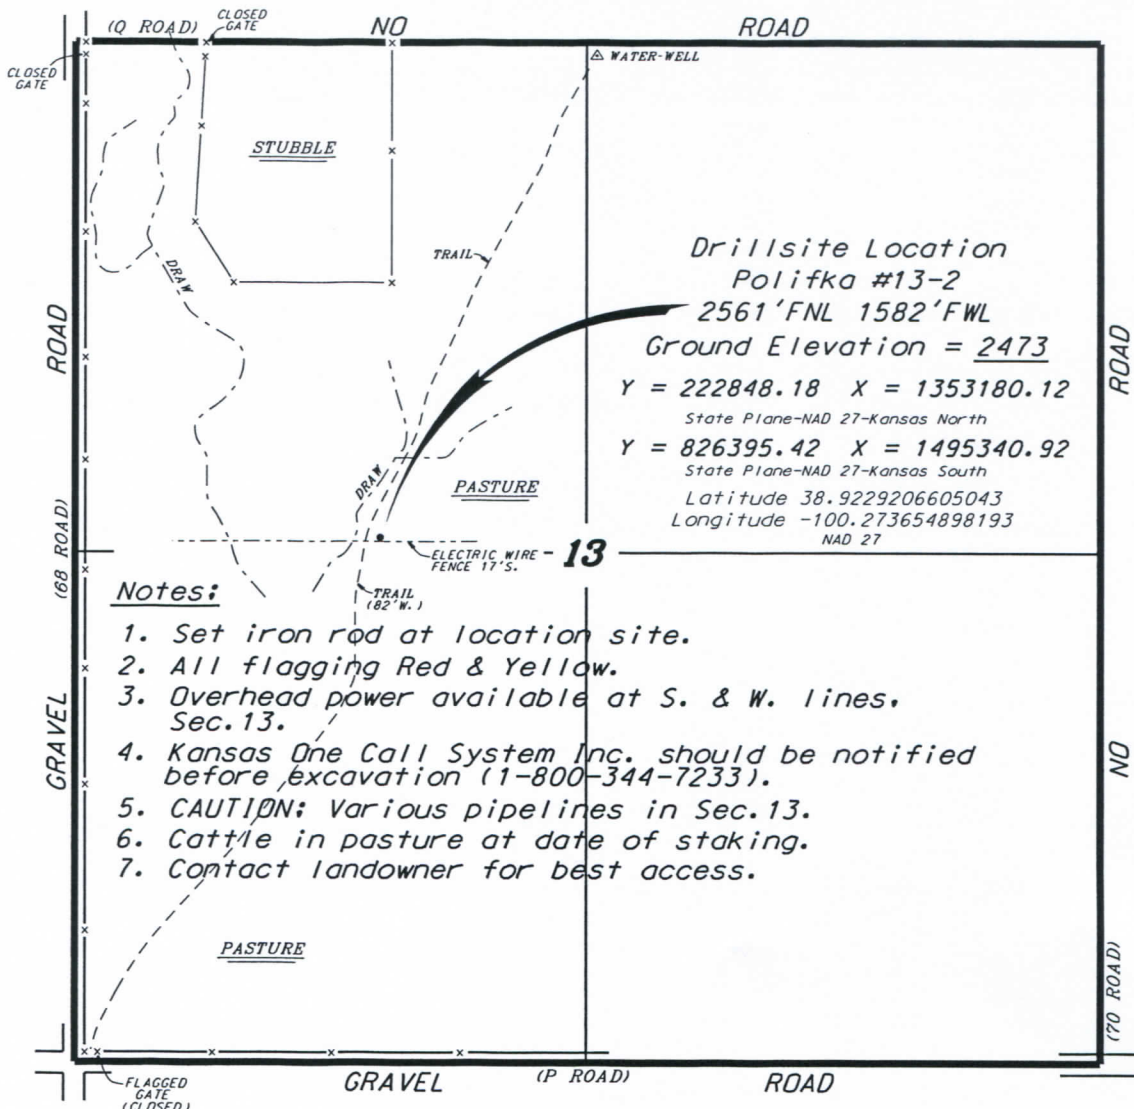 (Q ROAD)
CLOSED
GATE
NO
ROAD
CLOSED
GATE
WATER-WELL
STUBBLE
TRAIL
DRAW
Drillsite Location
Polifka #13-2
2561'FNL 1582'FWL
Ground Elevation = 2473
Y = 222848.18 X = 1353180.12
State Plane-NAD 27-Kansas North
Y = 826395.42 X = 1495340.92
State Plane-NAD 27-Kansas South
Latitude 38.9229206605043
Longitude -100.273654898193
NAD 27
ROAD
ROAD
DRAW
PASTURE
ELECTRIC WIRE
FENCE 17'S.
13
(68 ROAD)
TRAIL
(82'W.)
Notes:
1. Set iron rod at location site.
2. All flagging Red & Yellow.
3. Overhead power available at S. & W. lines,
Sec.13.
4. Kansas One Call System Inc. should be notified
before excavation (1-800-344-7233).
5. CAUTION: Various pipelines in Sec.13.
6. Cattle in pasture at date of staking.
7. Contact landowner for best access.
GRAVEL
NO
PASTURE
(70 ROAD)
FLAGGED
GATE
(CLOSED)
GRAVEL
(P ROAD)
ROAD